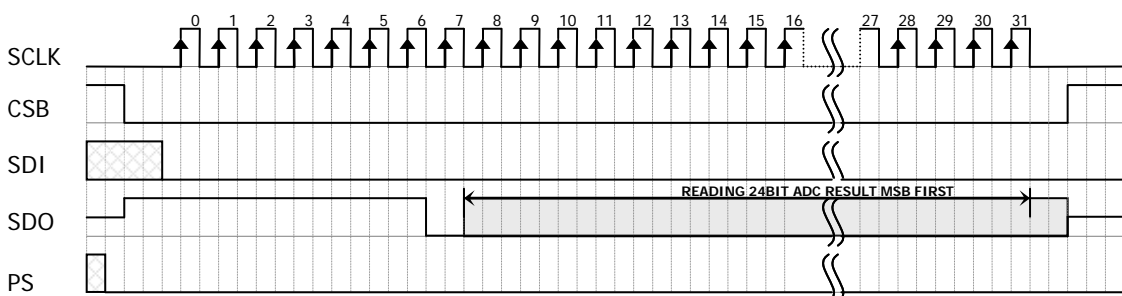 0 1 2 3 4 5 6 7 8 9 10 11 12 13 14 15 16 27 28 29 30 31
SCLK
CSB
SDI
READING 24BIT ADC RESULT MSB FIRST
SDO
PS